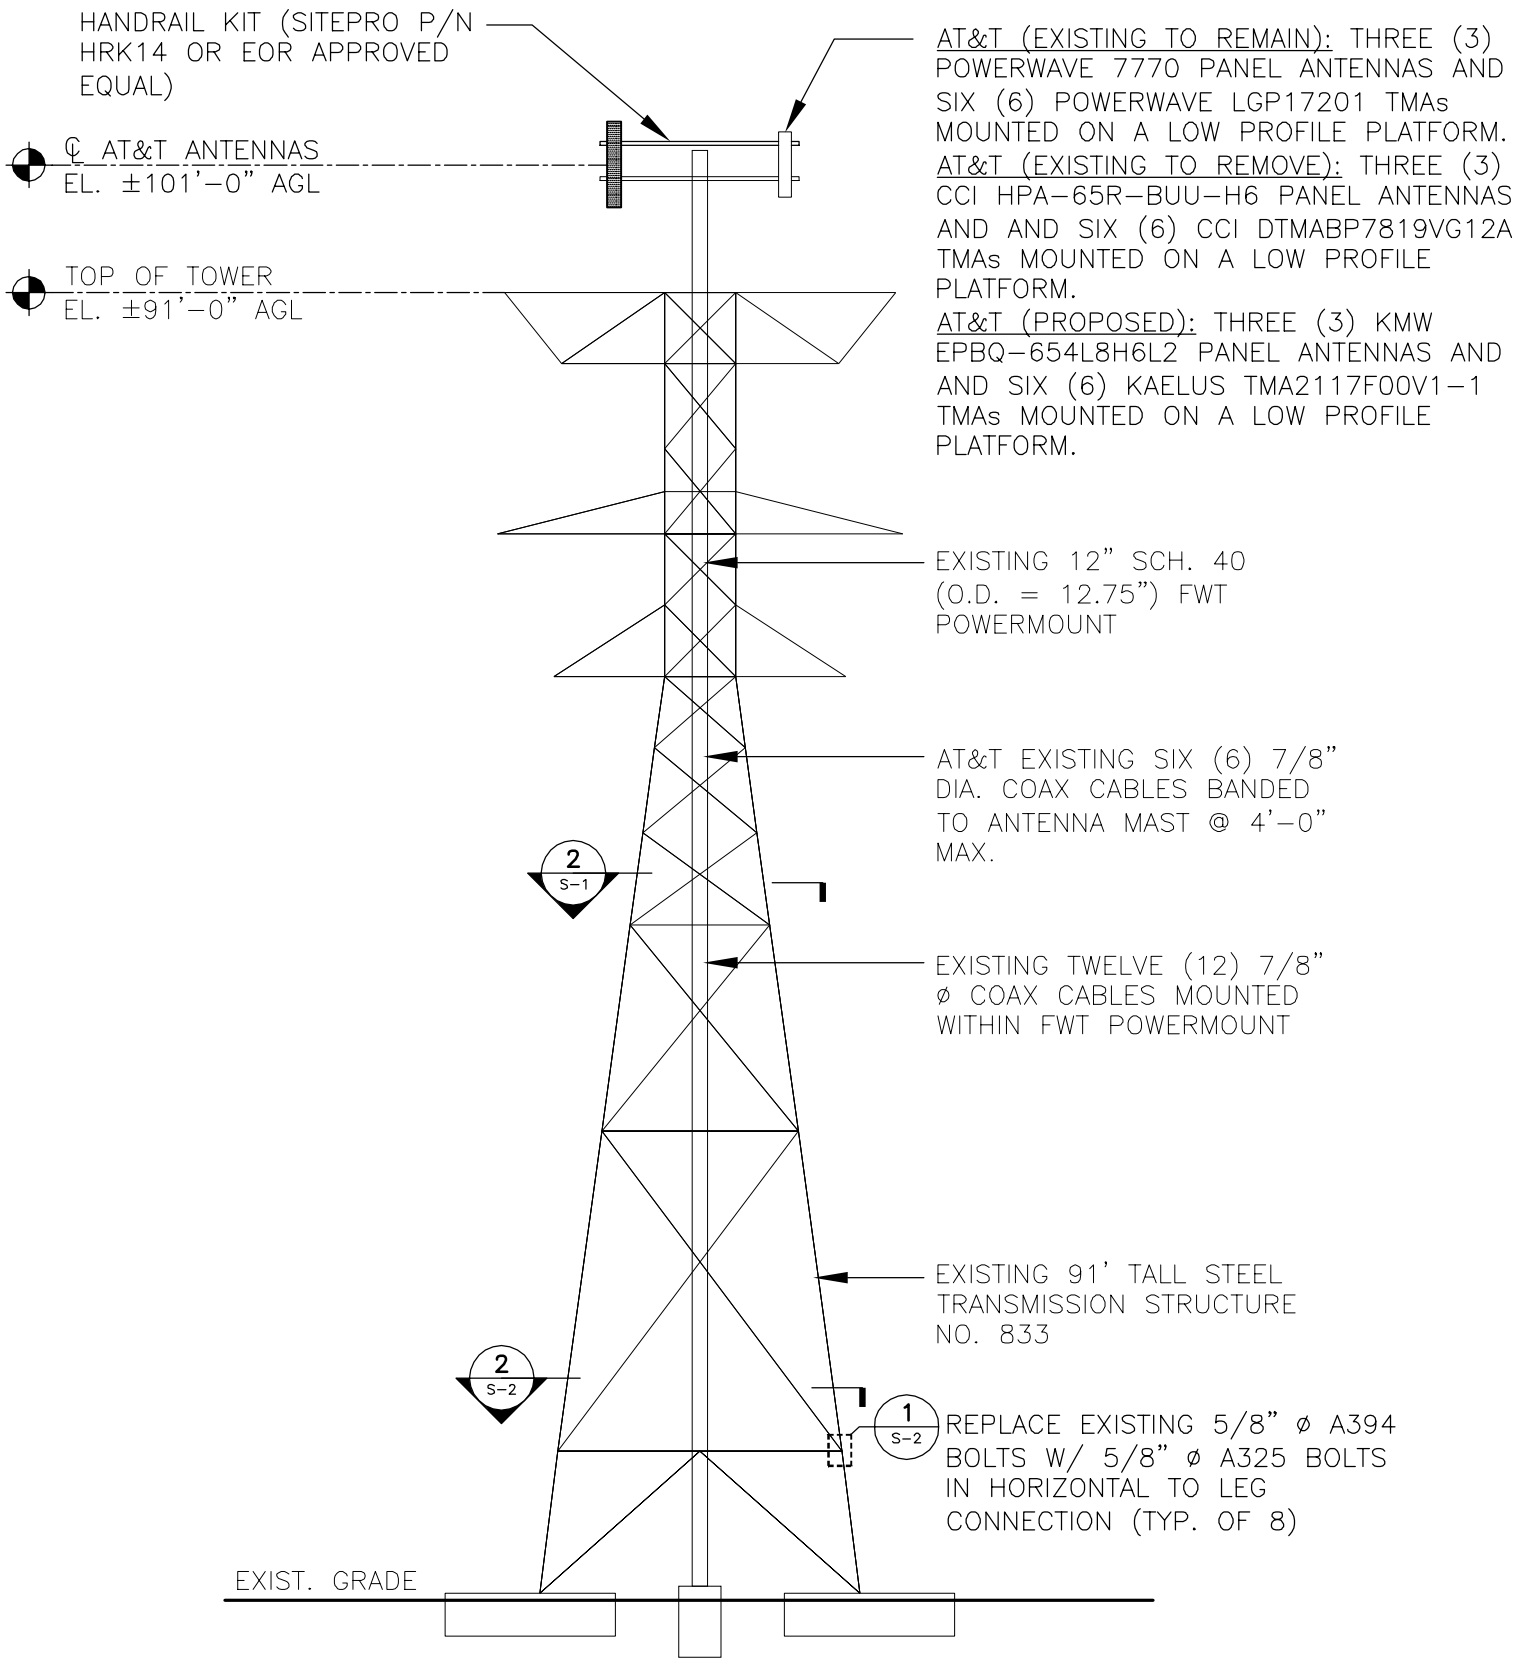 HANDRAIL KIT (SITEPRO P/N
HRK14 OR EOR APPROVED
EQUAL)
℄ AT&T ANTENNAS
EL. ±101'-0" AGL
TOP OF TOWER
EL. ±91'-0" AGL
AT&T (EXISTING TO REMAIN): THREE (3)
POWERWAVE 7770 PANEL ANTENNAS AND
SIX (6) POWERWAVE LGP17201 TMAs
MOUNTED ON A LOW PROFILE PLATFORM.
AT&T (EXISTING TO REMOVE): THREE (3)
CCI HPA-65R-BUU-H6 PANEL ANTENNAS
AND AND SIX (6) CCI DTMABP7819VG12A
TMAs MOUNTED ON A LOW PROFILE
PLATFORM.
AT&T (PROPOSED): THREE (3) KMW
EPBQ-654L8H6L2 PANEL ANTENNAS AND
AND SIX (6) KAELUS TMA2117F00V1-1
TMAs MOUNTED ON A LOW PROFILE
PLATFORM.
EXISTING 12" SCH. 40
(O.D. = 12.75") FWT
POWERMOUNT
AT&T EXISTING SIX (6) 7/8"
DIA. COAX CABLES BANDED
TO ANTENNA MAST @ 4'-0"
MAX.
2
S-1
EXISTING TWELVE (12) 7/8"
ø COAX CABLES MOUNTED
WITHIN FWT POWERMOUNT
EXISTING 91' TALL STEEL
TRANSMISSION STRUCTURE
NO. 833
2
S-2
1
S-2
REPLACE EXISTING 5/8" ø A394
BOLTS W/ 5/8" ø A325 BOLTS
IN HORIZONTAL TO LEG
CONNECTION (TYP. OF 8)
EXIST. GRADE